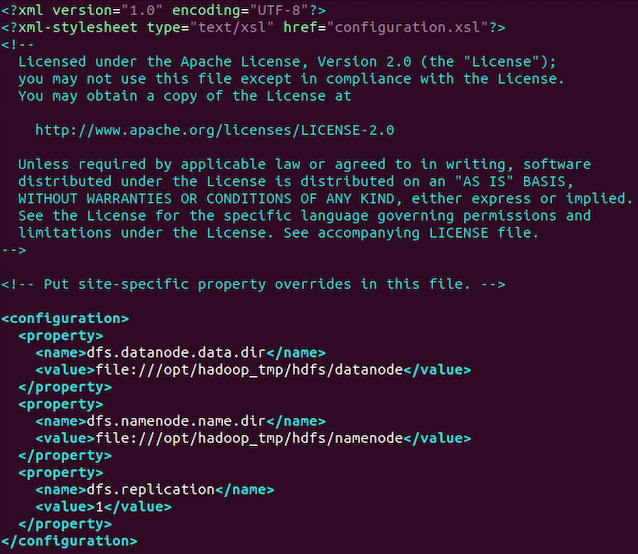 <?xml version="1.0" encoding="UTF-8"?>
<?xml-stylesheet type="text/xsl" href="configuration.xsl"?>
<!--
  Licensed under the Apache License, Version 2.0 (the "License");
  you may not use this file except in compliance with the License.
  You may obtain a copy of the License at

    http://www.apache.org/licenses/LICENSE-2.0

  Unless required by applicable law or agreed to in writing, software
  distributed under the License is distributed on an "AS IS" BASIS,
  WITHOUT WARRANTIES OR CONDITIONS OF ANY KIND, either express or implied.
  See the License for the specific language governing permissions and
  limitations under the License. See accompanying LICENSE file.
-->

<!-- Put site-specific property overrides in this file. -->

<configuration>
  <property>
    <name>dfs.datanode.data.dir</name>
    <value>file:///opt/hadoop_tmp/hdfs/datanode</value>
  </property>
  <property>
    <name>dfs.namenode.name.dir</name>
    <value>file:///opt/hadoop_tmp/hdfs/namenode</value>
  </property>
  <property>
    <name>dfs.replication</name>
    <value>1</value>
  </property>
</configuration>